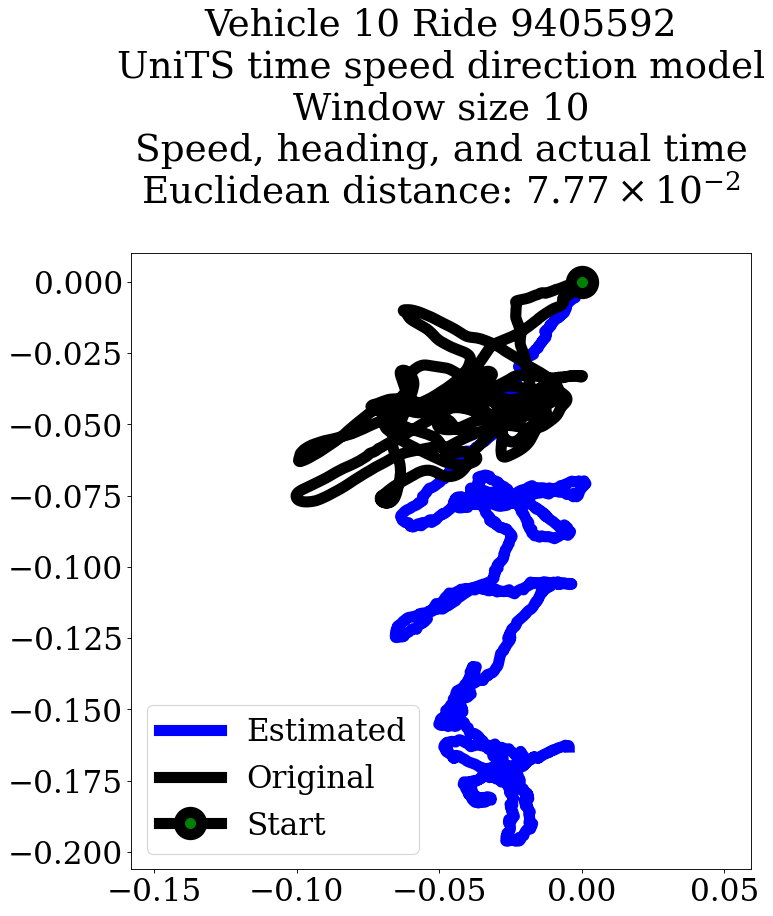 Vehicle 10 Ride 9405592
UniTS time speed direction model
Window size 10
Speed, heading, and actual time
Euclidean distance: 7.77 × 10⁻²
0.000
−0.025
−0.050
−0.075
−0.100
−0.125
−0.150
−0.175
−0.200
Estimated
Original
Start
−0.15 −0.10 −0.05 0.00 0.05